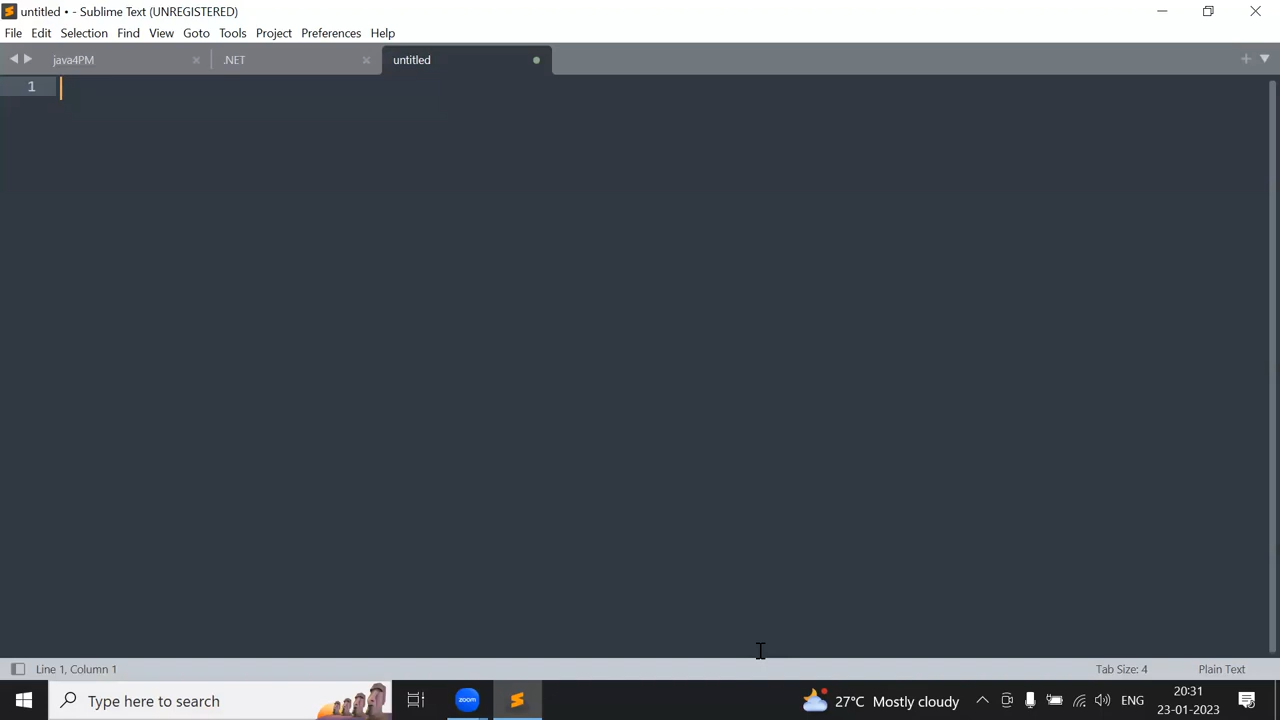 untitled • - Sublime Text (UNREGISTERED)
File Edit Selection Find View Goto Tools Project Preferences Help
java4PM .NET untitled
1
Line 1, Column 1 Tab Size: 4 Plain Text
Type here to search zoom 27°C Mostly cloudy ENG 20:31
23-01-2023